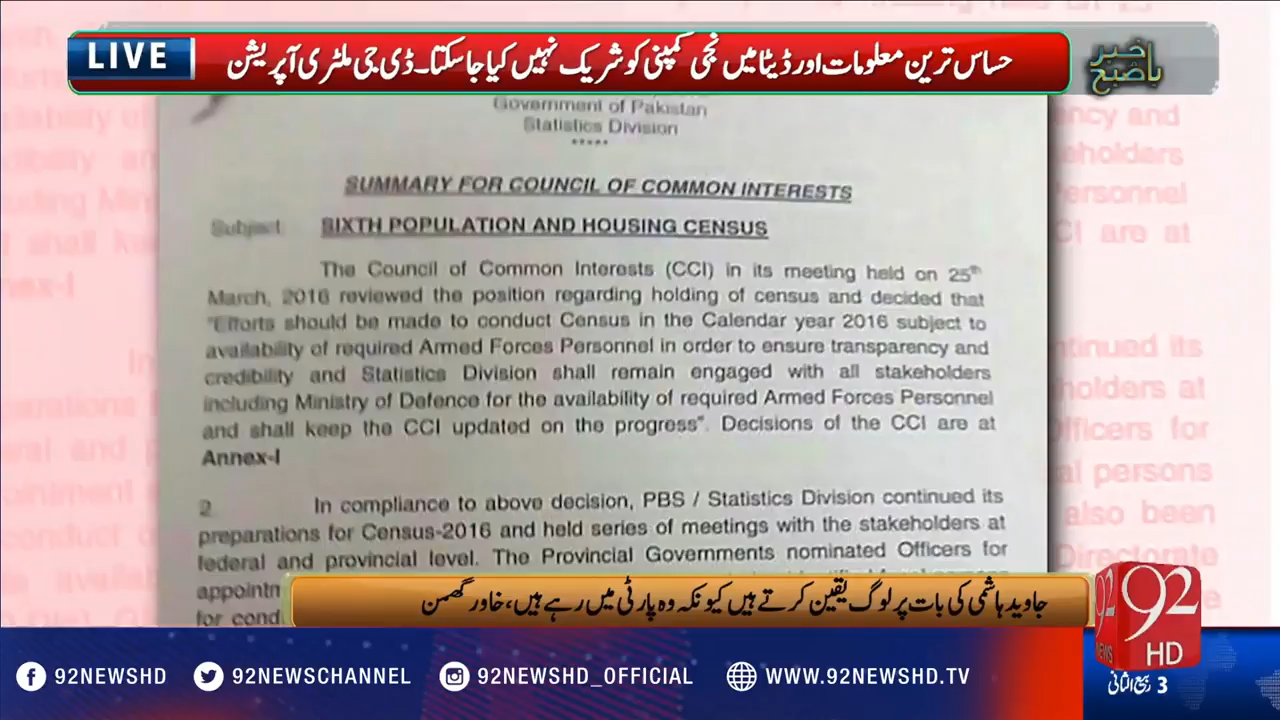 LIVE
حساس ترین معلومات اور ڈیٹا میں نجی کمپنی کو شریک نہیں کیا جا سکتا۔ ڈی جی ملٹری آپریشن
باصبح
خبر
Government of Pakistan
Statistics Division
*****
SUMMARY FOR COUNCIL OF COMMON INTERESTS
Subject: SIXTH POPULATION AND HOUSING CENSUS
The Council of Common Interests (CCI) in its meeting held on 25th
March, 2016 reviewed the position regarding holding of census and decided that
"Efforts should be made to conduct Census in the Calendar year 2016 subject to
availability of required Armed Forces Personnel in order to ensure transparency and
credibility and Statistics Division shall remain engaged with all stakeholders
including Ministry of Defence for the availability of required Armed Forces Personnel
and shall keep the CCI updated on the progress". Decisions of the CCI are at
Annex-I
2. In compliance to above decision, PBS / Statistics Division continued its
preparations for Census-2016 and held series of meetings with the stakeholders at
federal and provincial level. The Provincial Governments nominated Officers for
جاوید ہاشمی کی بات پر لوگ یقین کرتے ہیں کیونکہ وہ پارٹی میں رہے ہیں، خاور گھمن
92 NEWS
92 HD
3 ربیع الثانی
92NEWSHD
92NEWSCHANNEL
92NEWSHD_OFFICIAL
WWW.92NEWSHD.TV